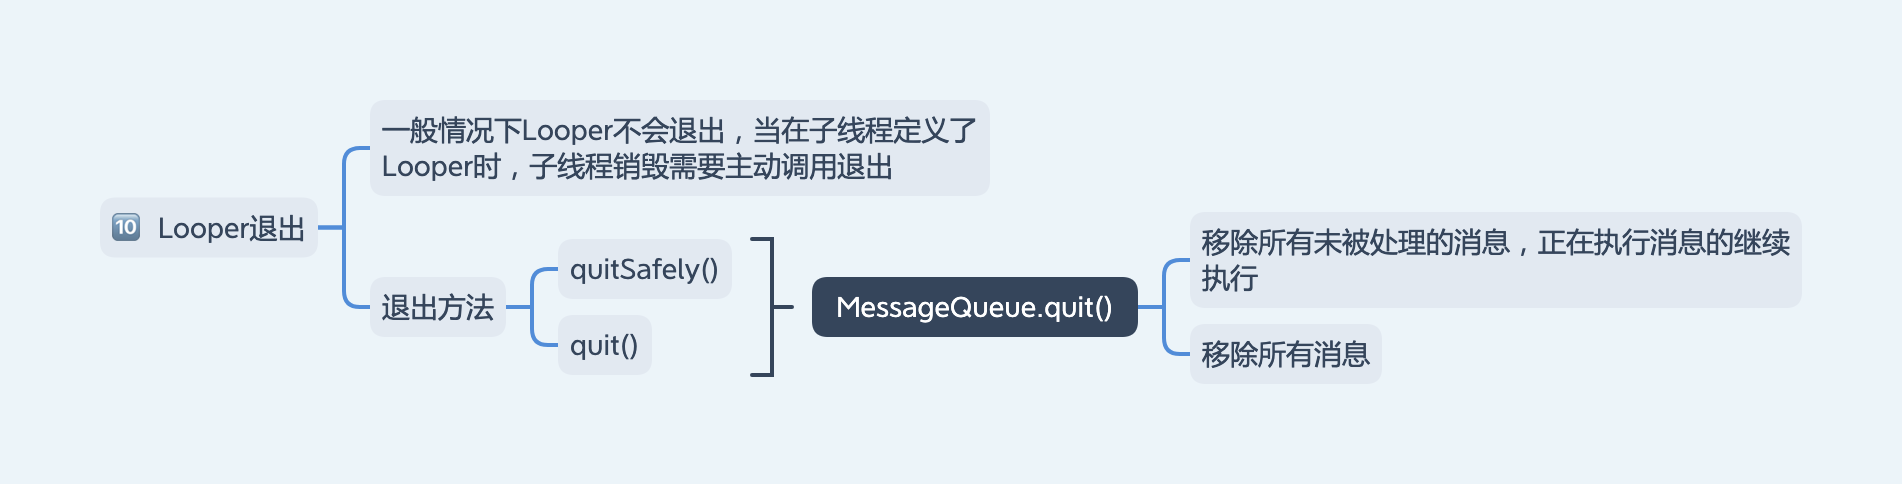 🔟 Looper退出
一般情况下Looper不会退出，当在子线程定义了
Looper时，子线程销毁需要主动调用退出
退出方法
quitSafely()
quit()
MessageQueue.quit()
移除所有未被处理的消息，正在执行消息的继续
执行
移除所有消息